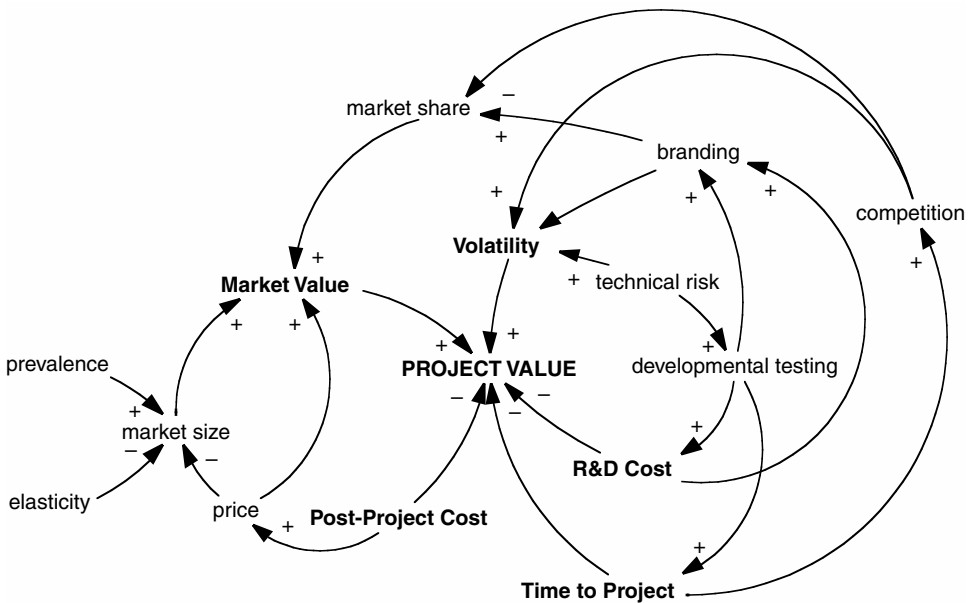 market share
–
+
branding
+
+
+
competition
Volatility
+
+
Market Value
+
technical risk
+
+
+
+
+
prevalence
PROJECT VALUE
developmental testing
–
–
–
+
market size
–
–
+
R&D Cost
elasticity
price
+
Post-Project Cost
+
Time to Project